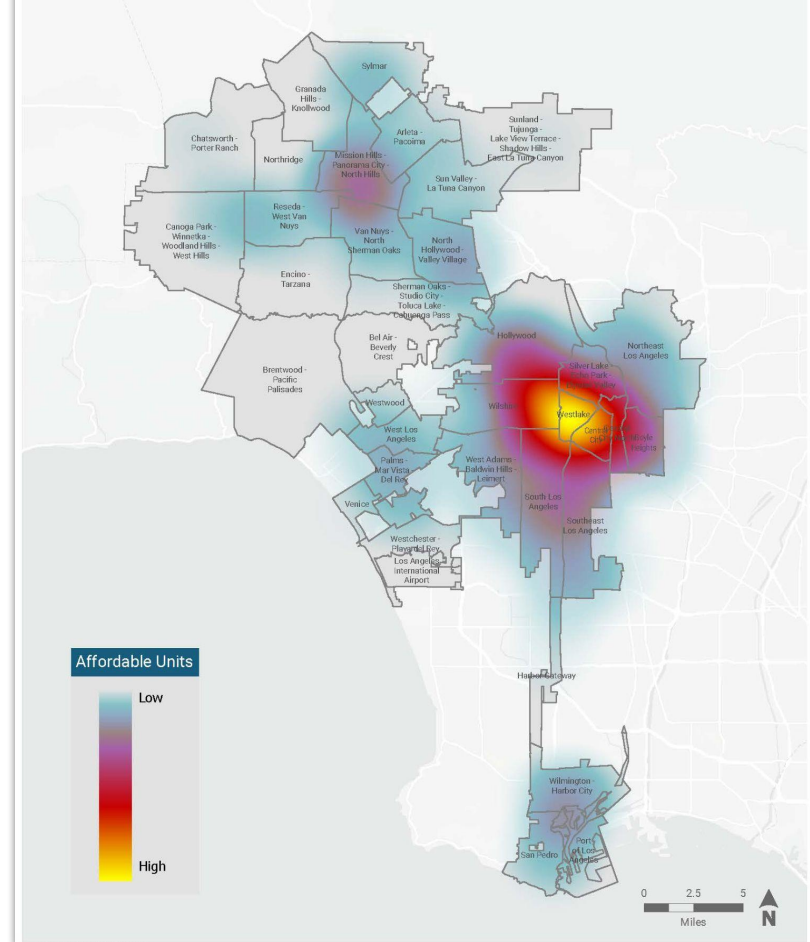 Sylmar
Granada
Hills -
Knollwood
Chatsworth -
Porter Ranch
Northridge
Arleta -
Pacoima
Sunland -
Tujunga -
Lake View Terrace -
Shadow Hills -
East La Tuna Canyon
Mission Hills -
Panorama City -
North Hills
Sun Valley -
La Tuna Canyon
Canoga Park -
Winnetka -
Woodland Hills -
West Hills
Reseda -
West Van
Nuys
Van Nuys -
North
Sherman Oaks
North
Hollywood -
Valley Village
Encino -
Tarzana
Sherman Oaks -
Studio City -
Toluca Lake -
Cahuenga Pass
Bel Air -
Beverly
Crest
Hollywood
Northeast
Los Angeles
Silver Lake -
Echo Park -
Brentwood -
Pacific
Palisades
Westwood
Wilshire
Westlake
Central
City
Heights
West Los
Angeles
Palms -
Mar Vista
Del Rey
West Adams -
Baldwin Hills -
Leimert
South Los
Angeles
Southeast
Los Angeles
Venice
Westchester -
Playa del Rey
Los Angeles
International
Airport
Harbor Gateway
Wilmington -
Harbor City
San Pedro
Port
of Los
Angeles
Affordable Units
Low
High
0 2.5 5
Miles
N